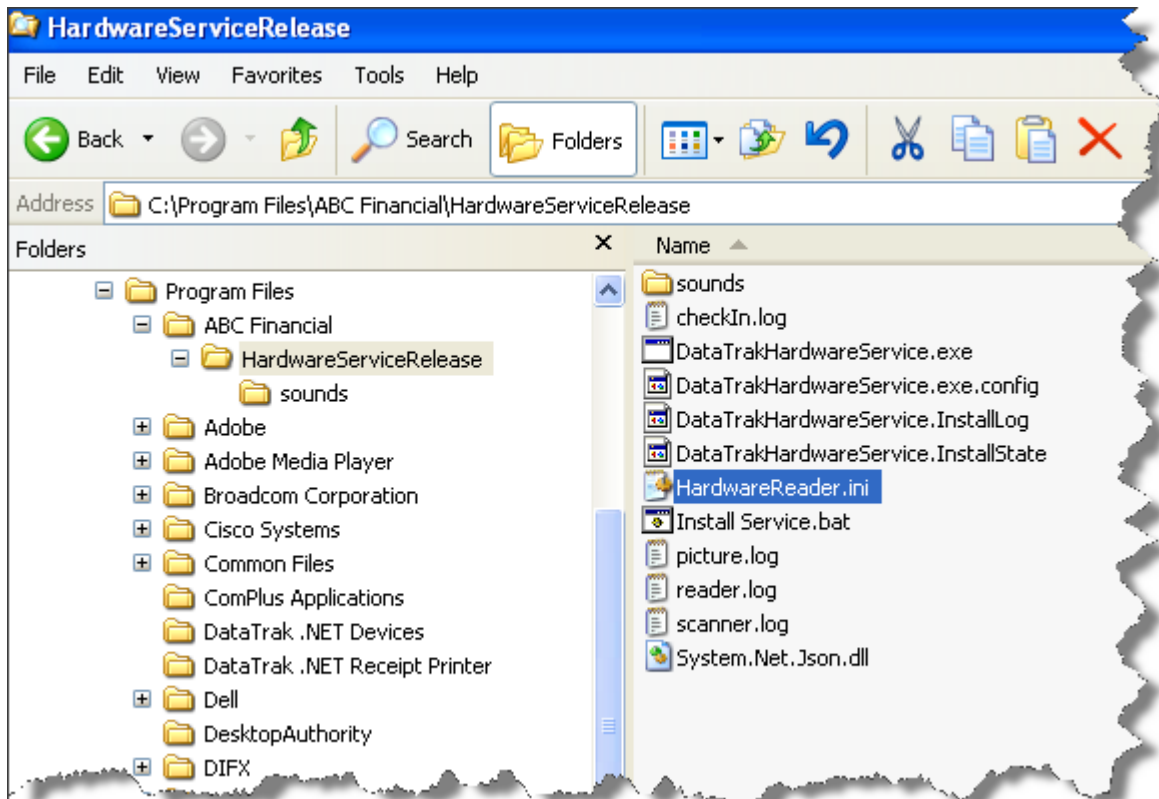 HardwareServiceRelease
File Edit View Favorites Tools Help
Back Search Folders
Address C:\Program Files\ABC Financial\HardwareServiceRelease
Folders
Program Files
ABC Financial
HardwareServiceRelease
sounds
Adobe
Adobe Media Player
Broadcom Corporation
Cisco Systems
Common Files
ComPlus Applications
DataTrak .NET Devices
DataTrak .NET Receipt Printer
Dell
DesktopAuthority
DIFX
Name
sounds
checkIn.log
DataTrakHardwareService.exe
DataTrakHardwareService.exe.config
DataTrakHardwareService.InstallLog
DataTrakHardwareService.InstallState
HardwareReader.ini
Install Service.bat
picture.log
reader.log
scanner.log
System.Net.Json.dll